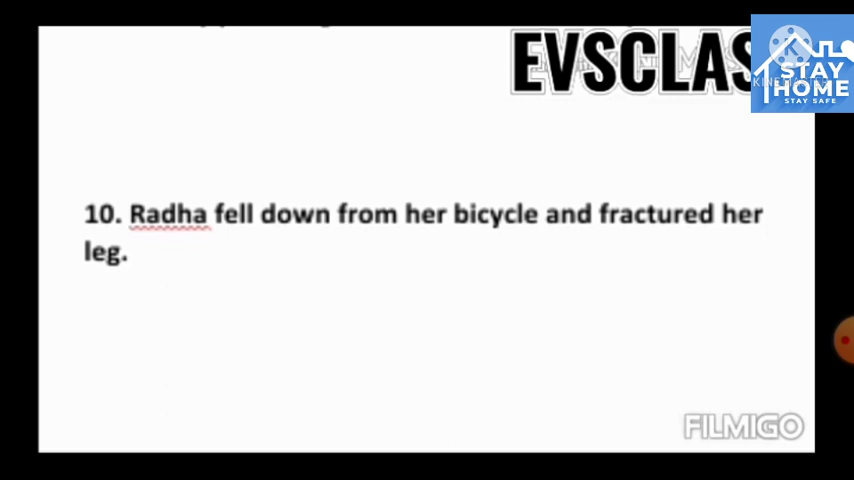 EVSCLAS
STAY
HOME
STAY SAFE
10. Radha fell down from her bicycle and fractured her
leg.
FILMIGO